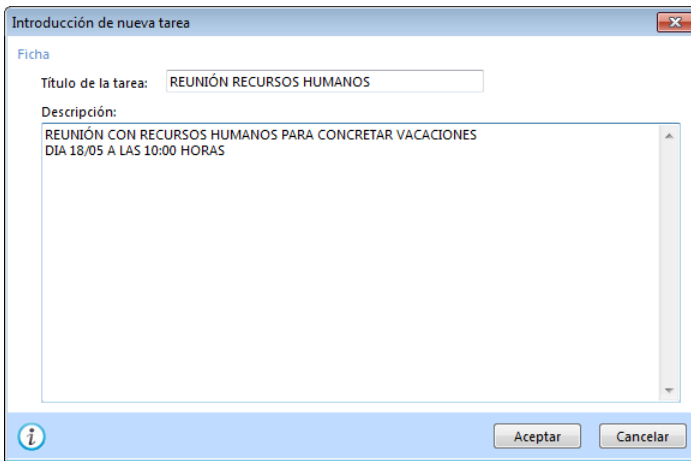 Introducción de nueva tarea
Ficha
Título de la tarea: REUNIÓN RECURSOS HUMANOS
Descripción:
REUNIÓN CON RECURSOS HUMANOS PARA CONCRETAR VACACIONES
DIA 18/05 A LAS 10:00 HORAS
i
Aceptar Cancelar